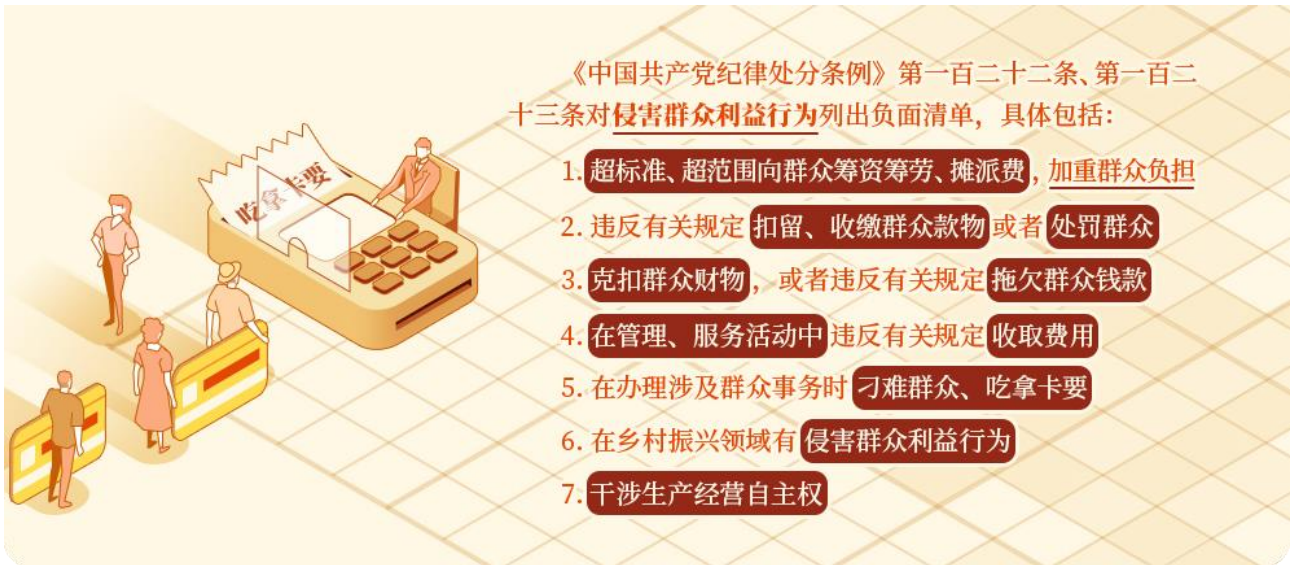 《中国共产党纪律处分条例》第一百二十二条、第一百二
十三条对侵害群众利益行为列出负面清单，具体包括：
1. 超标准、超范围向群众筹资筹劳、摊派费，加重群众负担
2. 违反有关规定 扣留、收缴群众款物 或者 处罚群众
3. 克扣群众财物，或者违反有关规定 拖欠群众钱款
4. 在管理、服务活动中 违反有关规定 收取费用
5. 在办理涉及群众事务时 刁难群众、吃拿卡要
6. 在乡村振兴领域有 侵害群众利益行为
7. 干涉生产经营自主权
吃拿卡要